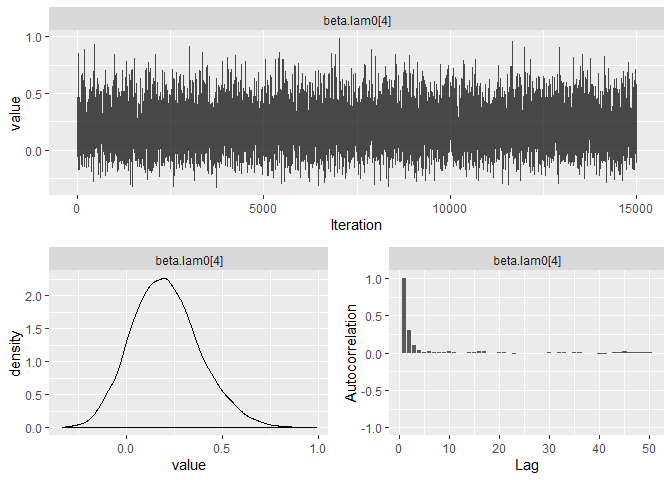 beta.lam0[4]
1.0
0.5
0.0
value
0 5000 10000 15000
Iteration
beta.lam0[4]
2.0
1.5
1.0
0.5
0.0
density
0.0 0.5 1.0
value
beta.lam0[4]
1.0
0.5
0.0
-0.5
-1.0
Autocorrelation
0 10 20 30 40 50
Lag